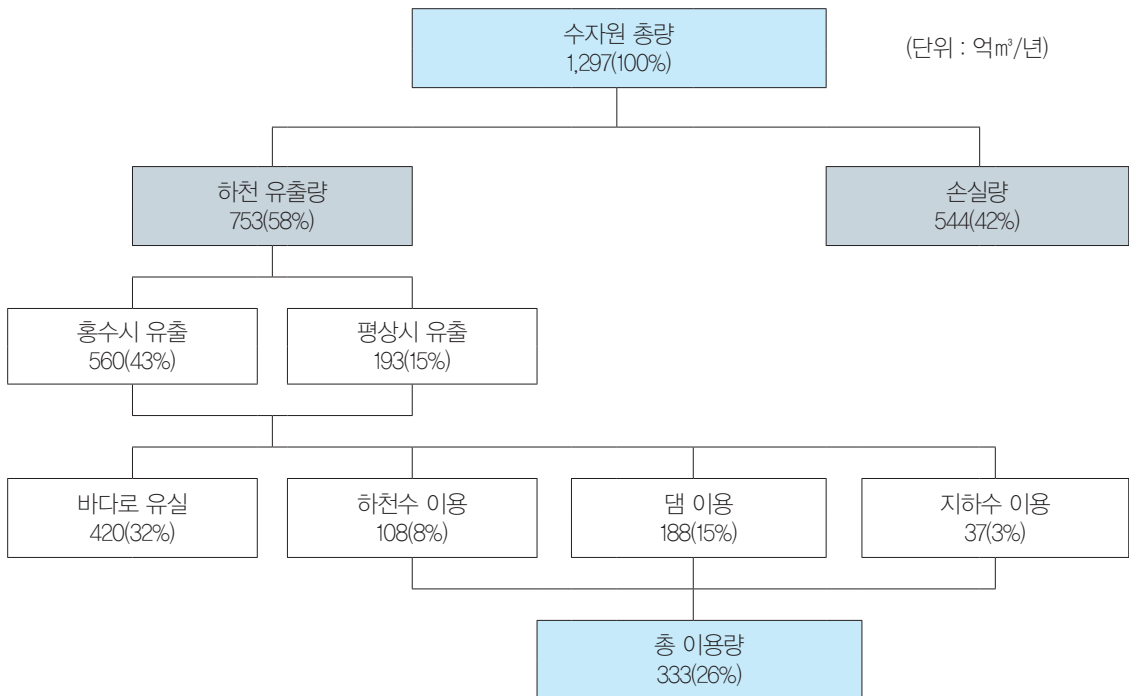 수자원 총량
1,297(100%)
(단위 : 억㎥/년)
하천 유출량
753(58%)
손실량
544(42%)
홍수시 유출
560(43%)
평상시 유출
193(15%)
바다로 유실
420(32%)
하천수 이용
108(8%)
댐 이용
188(15%)
지하수 이용
37(3%)
총 이용량
333(26%)